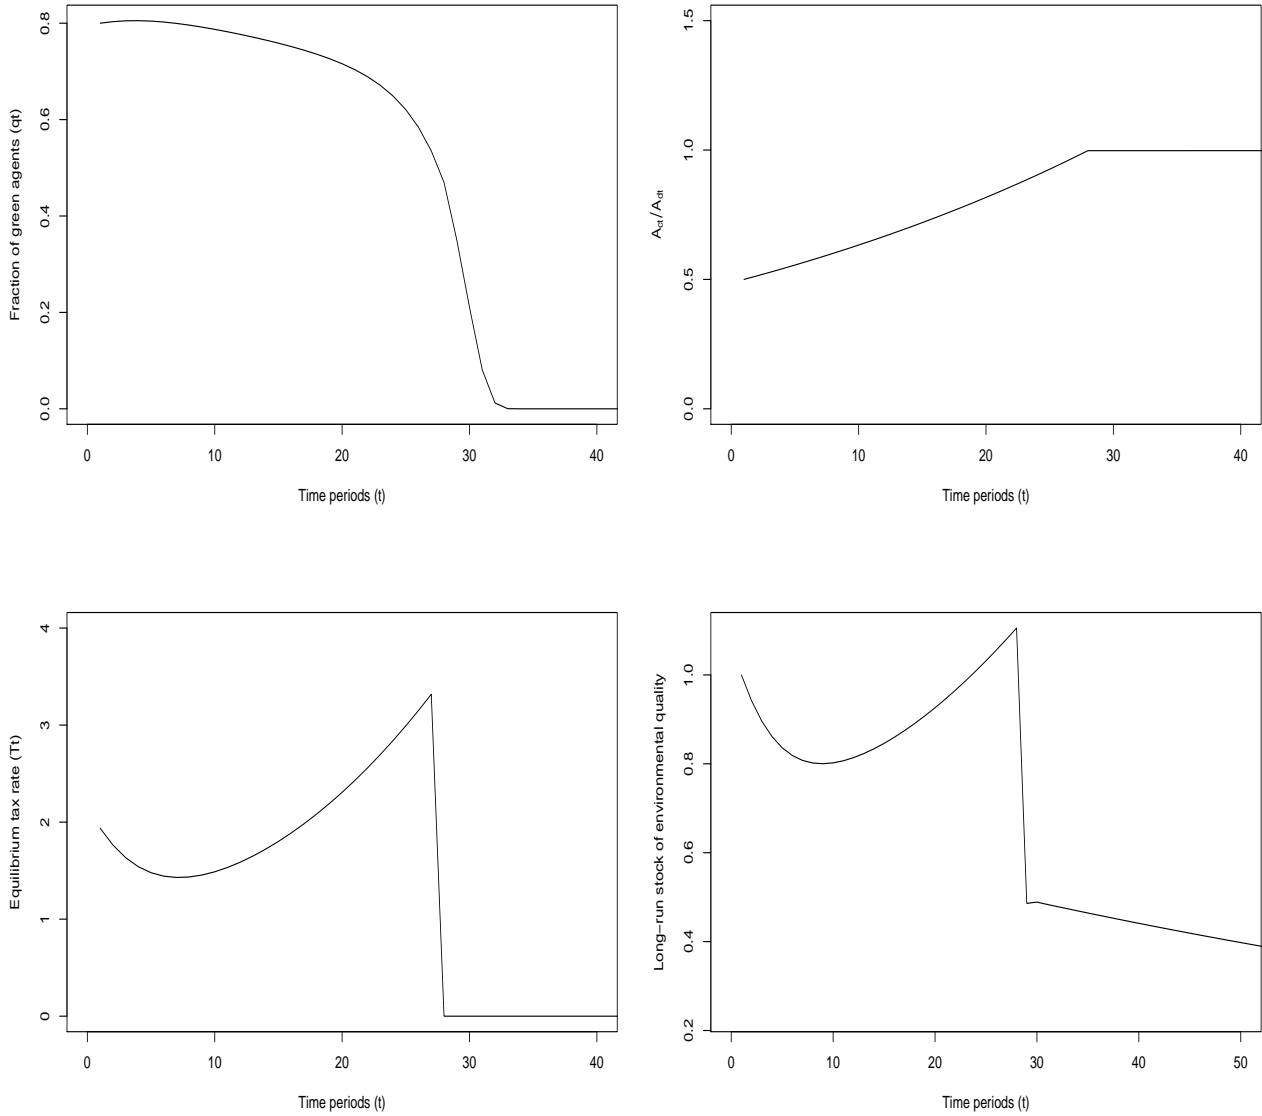 Fraction of green agents (qt)
0.8
0.6
0.4
0.2
0.0
0 10 20 30 40
Time periods (t)
Act/Adt
1.5
1.0
0.5
0.0
0 10 20 30 40
Time periods (t)
Equilibrium tax rate (Tt)
4
3
2
1
0
0 10 20 30 40
Time periods (t)
Long−run stock of environmental quality
1.0
0.8
0.6
0.4
0.2
0 10 20 30 40 50
Time periods (t)